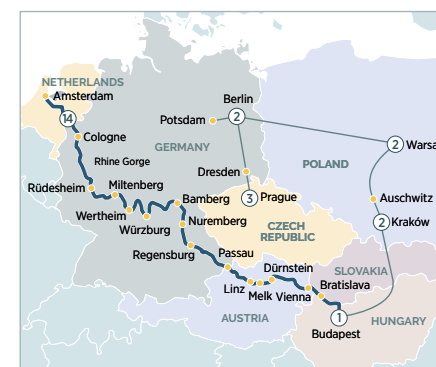 NETHERLANDS
Amsterdam
14
Cologne
Rhine Gorge
Rüdesheim
Miltenberg
Wertheim
Würzburg
Bamberg
Nuremberg
Regensburg
Passau
Linz
Melk
Dürnstein
Vienna
Bratislava
1
Budapest
GERMANY
Berlin
2
Potsdam
Dresden
3
Prague
CZECH
REPUBLIC
POLAND
2
Warsa
Auschwitz
2
Kraków
SLOVAKIA
AUSTRIA
HUNGARY